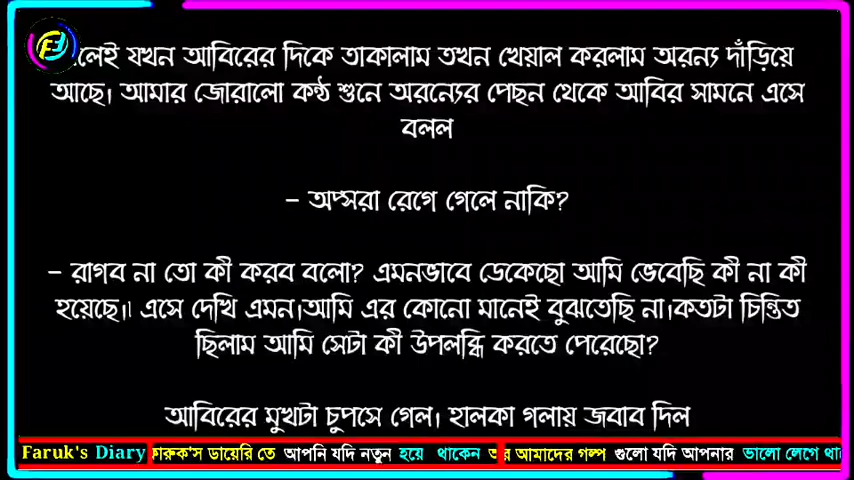 লেই যখন আবিরের দিকে তাকালাম তখন খেয়াল করলাম অরন্য দাঁড়িয়ে
আছে। আমার জোরালো কন্ঠ শুনে অরন্যের পেছন থেকে আবির সামনে এসে
বলল
– অপ্সরা রেগে গেলে নাকি?
– রাগব না তো কী করব বলো? এমনভাবে ডেকেছো আমি ভেবেছি কী না কী
হয়েছে।। এসে দেখি এমন।আমি এর কোনো মানেই বুঝতেছি না।কতটা চিন্তিত
ছিলাম আমি সেটা কী উপলব্ধি করতে পেরেছো?
আবিরের মুখটা চুপসে গেল। হালকা গলায় জবাব দিল
Faruk's Diary ফারুক'স ডায়েরি তে আপনি যদি নতুন হয়ে থাকেন আর আমাদের গল্প গুলো যদি আপনার ভালো লেগে